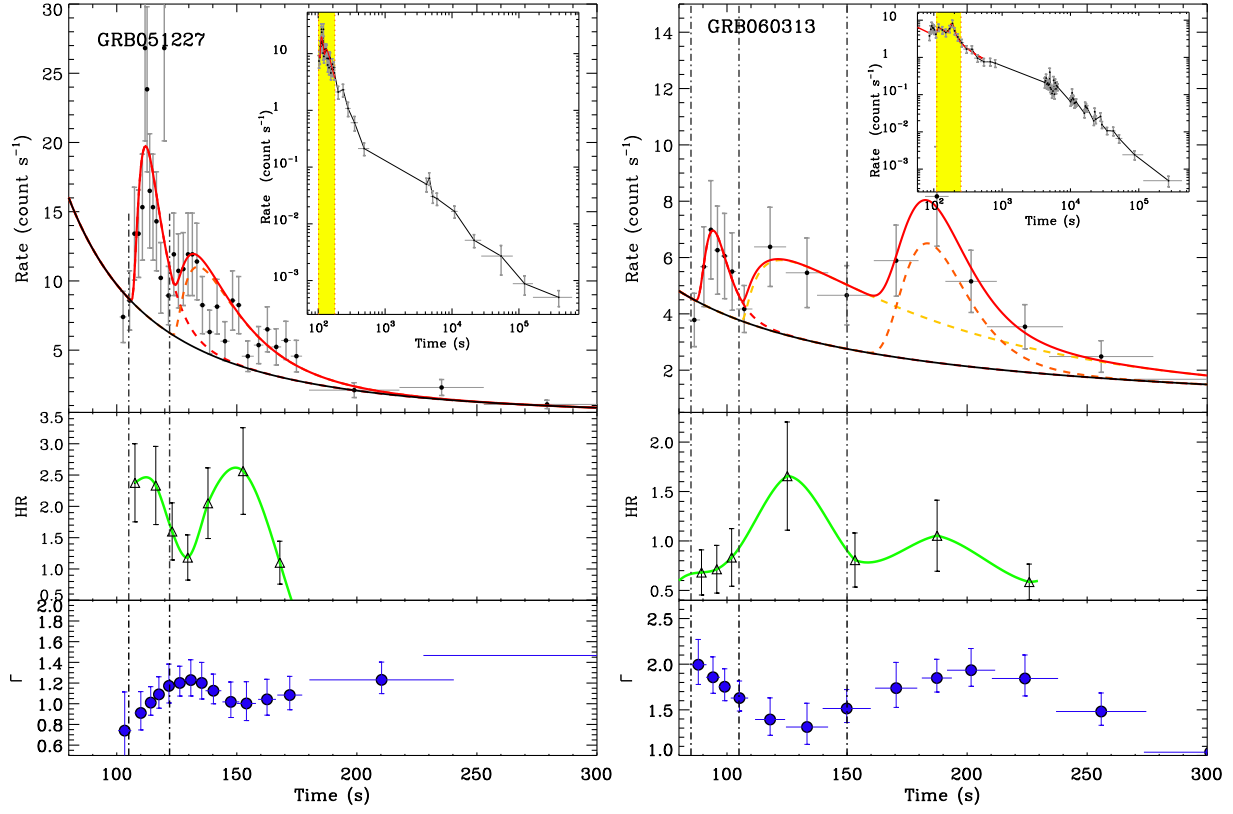 GRB051227
Rate (count s⁻¹)
30
25
20
15
10
5
Rate (count s⁻¹)
10
1
10⁻¹
10⁻²
10⁻³
10² 10³ 10⁴ 10⁵
Time (s)
HR
3.5
3.0
2.5
2.0
1.5
1.0
0.5
Γ
2.0
1.8
1.6
1.4
1.2
1.0
0.8
0.6
100 150 200 250 300
Time (s)
GRB060313
Rate (count s⁻¹)
14
12
10
8
6
4
2
Rate (count s⁻¹)
10
1
10⁻¹
10⁻²
10⁻³
10² 10³ 10⁴ 10⁵
Time (s)
HR
2.0
1.5
1.0
0.5
Γ
2.5
2.0
1.5
1.0
100 150 200 250 300
Time (s)